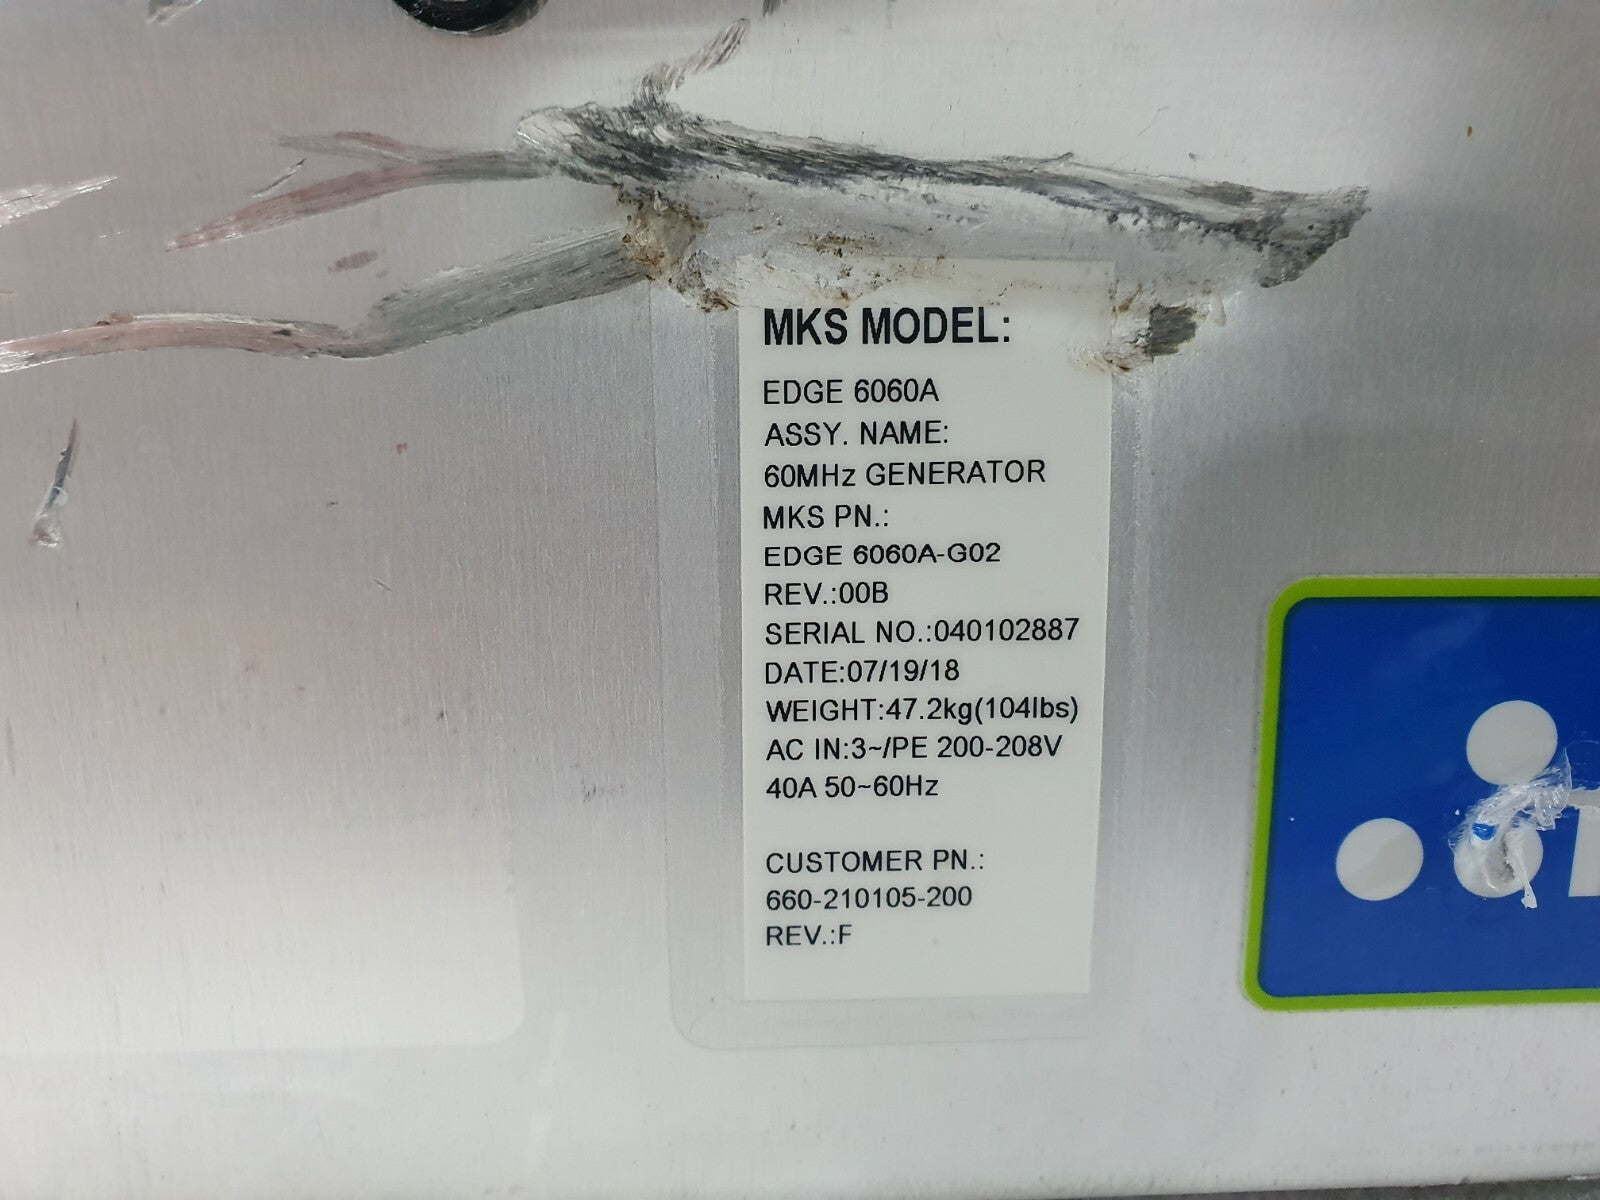 MKS MODEL:
EDGE 6060A
ASSY. NAME:
60MHz GENERATOR
MKS PN.:
EDGE 6060A-G02
REV.:00B
SERIAL NO.:040102887
DATE:07/19/18
WEIGHT:47.2kg(104lbs)
AC IN:3~/PE 200-208V
40A 50~60Hz
CUSTOMER PN.:
660-210105-200
REV.:F